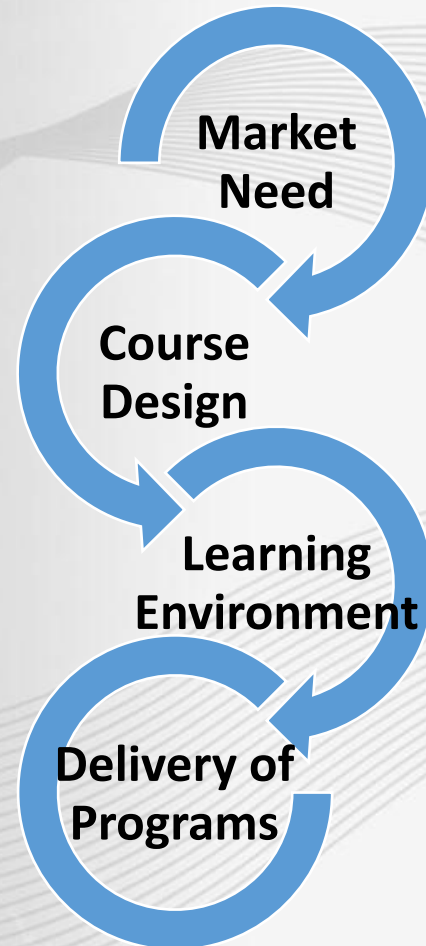 Market
Need
Course
Design
Learning
Environment
Delivery of
Programs